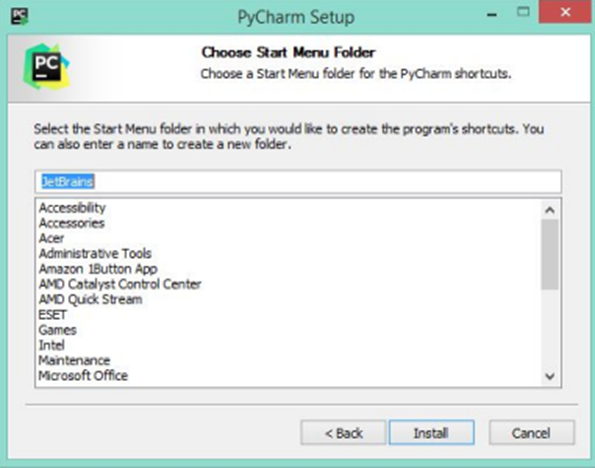 PC
PyCharm Setup
PC
Choose Start Menu Folder
Choose a Start Menu folder for the PyCharm shortcuts.
Select the Start Menu folder in which you would like to create the program's shortcuts. You
can also enter a name to create a new folder.
JetBrains
Accessibility
Accessories
Acer
Administrative Tools
Amazon 1Button App
AMD Catalyst Control Center
AMD Quick Stream
ESET
Games
Intel
Maintenance
Microsoft Office
< Back
Install
Cancel